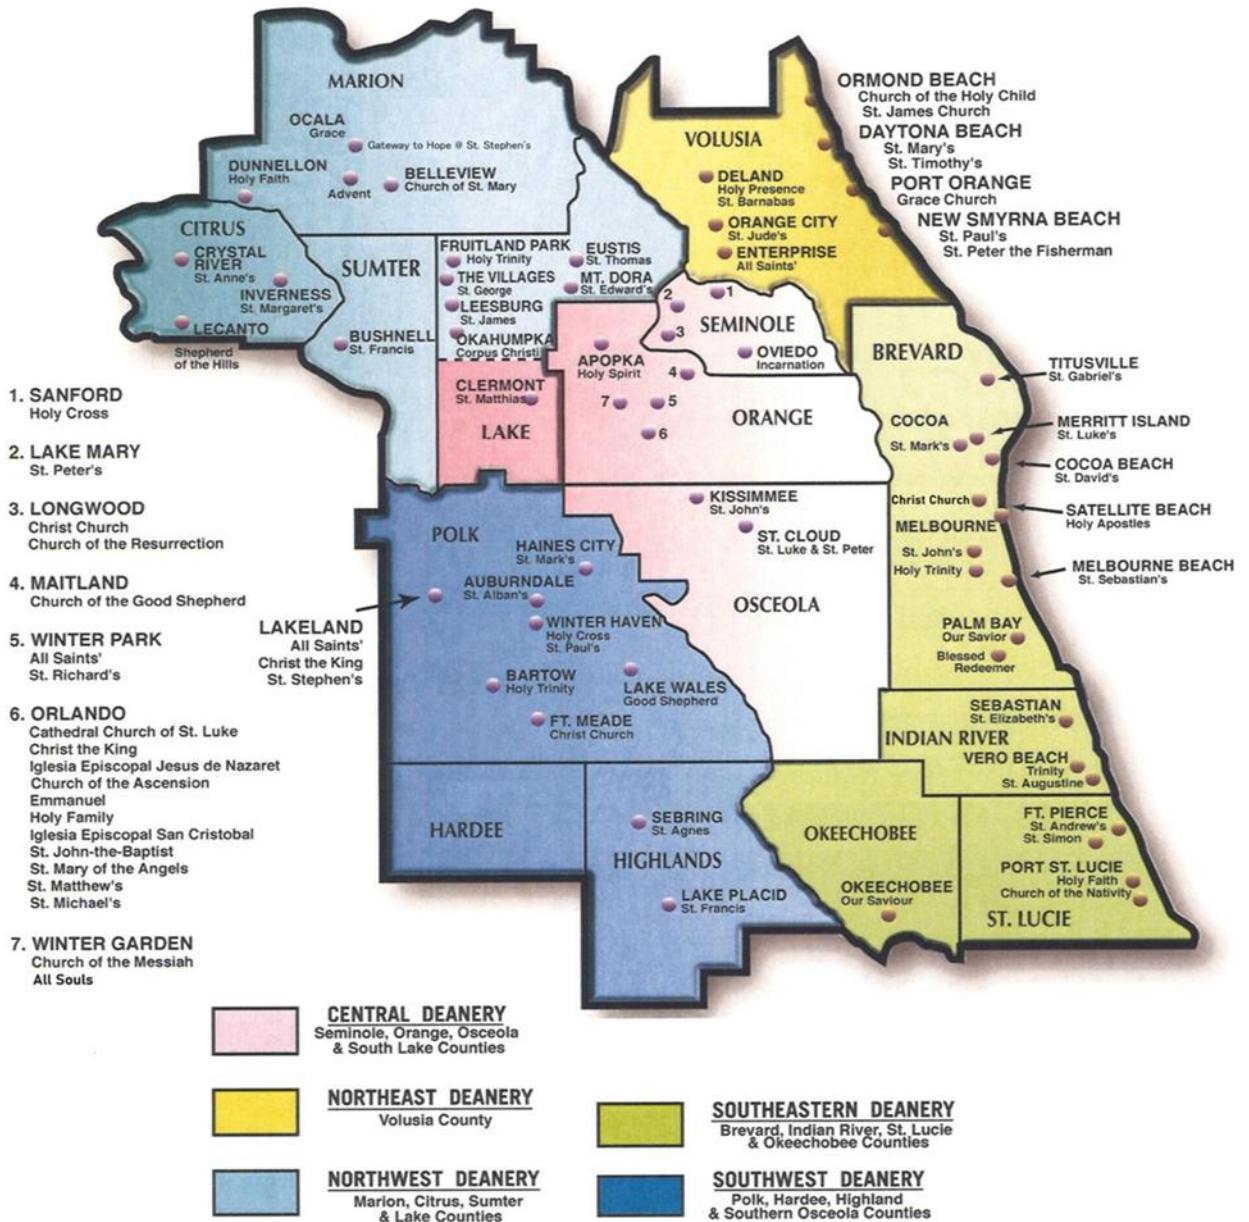 MARION
OCALA
Grace
Gateway to Hope @ St. Stephen's
DUNNELLON
Holy Faith
Advent
BELLEVIEW
Church of St. Mary
CITRUS
CRYSTAL
RIVER
St. Anne's
INVERNESS
St. Margaret's
LECANTO
Shepherd
of the Hills
SUMTER
BUSHNELL
St. Francis
FRUITLAND PARK
Holy Trinity
THE VILLAGES
St. George
LEESBURG
St. James
OKAHUMPKA
Corpus Christi
EUSTIS
St. Thomas
MT. DORA
St. Edward's
CLERMONT
St. Matthias
LAKE
VOLUSIA
DELAND
Holy Presence
St. Barnabas
ORANGE CITY
St. Jude's
ENTERPRISE
All Saints'
ORMOND BEACH
Church of the Holy Child
St. James Church
DAYTONA BEACH
St. Mary's
St. Timothy's
PORT ORANGE
Grace Church
NEW SMYRNA BEACH
St. Paul's
St. Peter the Fisherman
1
2
3
SEMINOLE
OVIEDO
Incarnation
APOPKA
Holy Spirit
4
7
5
6
ORANGE
BREVARD
TITUSVILLE
St. Gabriel's
COCOA
St. Mark's
MERRITT ISLAND
St. Luke's
COCOA BEACH
St. David's
Christ Church
SATELLITE BEACH
Holy Apostles
MELBOURNE
St. John's
Holy Trinity
MELBOURNE BEACH
St. Sebastian's
PALM BAY
Our Savior
Blessed
Redeemer
KISSIMMEE
St. John's
ST. CLOUD
St. Luke & St. Peter
OSCEOLA
POLK
HAINES CITY
St. Mark's
AUBURNDALE
St. Alban's
WINTER HAVEN
Holy Cross
St. Paul's
LAKELAND
All Saints'
Christ the King
St. Stephen's
BARTOW
Holy Trinity
LAKE WALES
Good Shepherd
FT. MEADE
Christ Church
SEBASTIAN
St. Elizabeth's
INDIAN RIVER
VERO BEACH
Trinity
St. Augustine
HARDEE
SEBRING
St. Agnes
HIGHLANDS
LAKE PLACID
St. Francis
OKEECHOBEE
OKEECHOBEE
Our Saviour
FT. PIERCE
St. Andrew's
St. Simon
PORT ST. LUCIE
Holy Faith
Church of the Nativity
ST. LUCIE
1. SANFORD
Holy Cross
2. LAKE MARY
St. Peter's
3. LONGWOOD
Christ Church
Church of the Resurrection
4. MAITLAND
Church of the Good Shepherd
5. WINTER PARK
All Saints'
St. Richard's
6. ORLANDO
Cathedral Church of St. Luke
Christ the King
Iglesia Episcopal Jesus de Nazaret
Church of the Ascension
Emmanuel
Holy Family
Iglesia Episcopal San Cristobal
St. John-the-Baptist
St. Mary of the Angels
St. Matthew's
St. Michael's
7. WINTER GARDEN
Church of the Messiah
All Souls
CENTRAL DEANERY
Seminole, Orange, Osceola
& South Lake Counties
NORTHEAST DEANERY
Volusia County
NORTHWEST DEANERY
Marion, Citrus, Sumter
& Lake Counties
SOUTHEASTERN DEANERY
Brevard, Indian River, St. Lucie
& Okeechobee Counties
SOUTHWEST DEANERY
Polk, Hardee, Highland
& Southern Osceola Counties